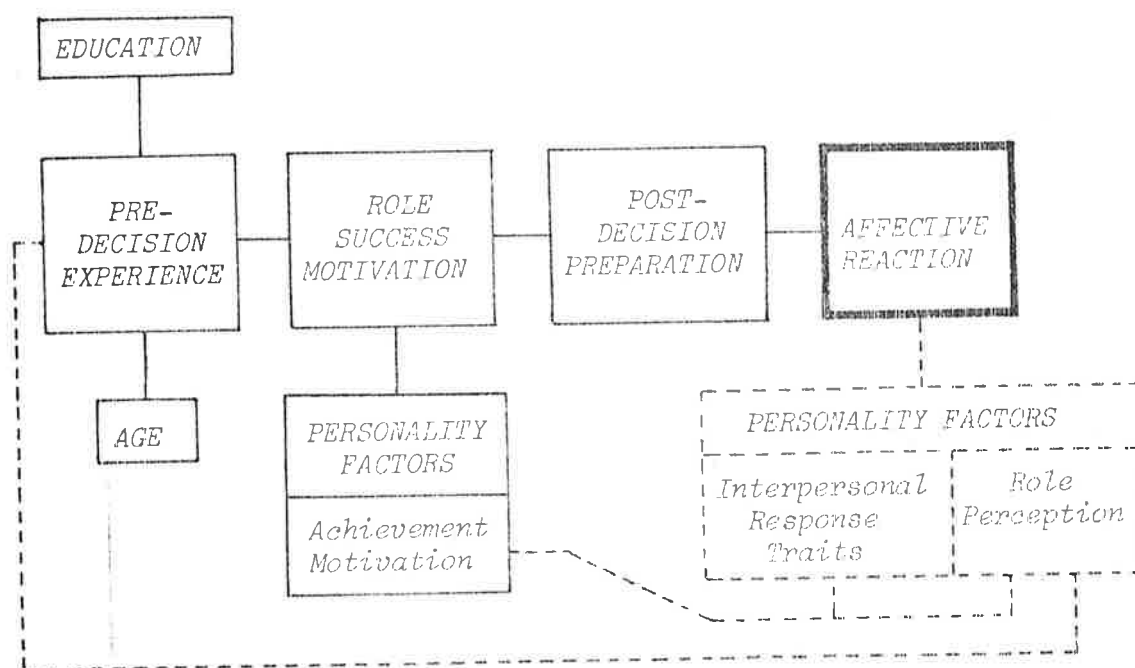 EDUCATION
PRE-
DECISION
EXPERIENCE
ROLE
SUCCESS
MOTIVATION
POST-
DECISION
PREPARATION
AFFECTIVE
REACTION
AGE
PERSONALITY
FACTORS
Achievement
Motivation
PERSONALITY FACTORS
Interpersonal
Response
Traits
Role
Perception